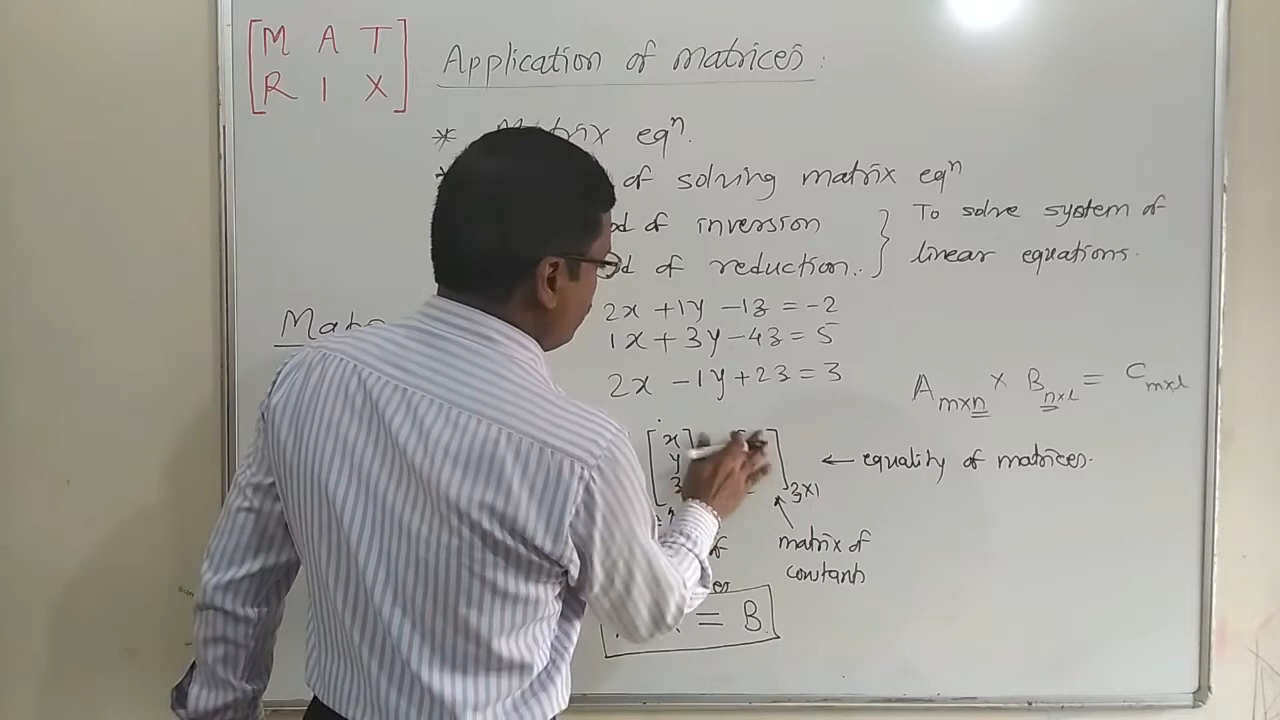 M A T
R I X
Application of matrices :
* Matrix eqⁿ.
* of solving matrix eqⁿ
of inversion } To solve system of
of reduction.. } linear equations.
2x + 1y - 1z = -2
1x + 3y - 4z = 5
2x - 1y + 2z = 3
A m×n × B n×l = C m×l
x
y
z
3×1
← equality of matrices.
matrix of
constants
of
= B